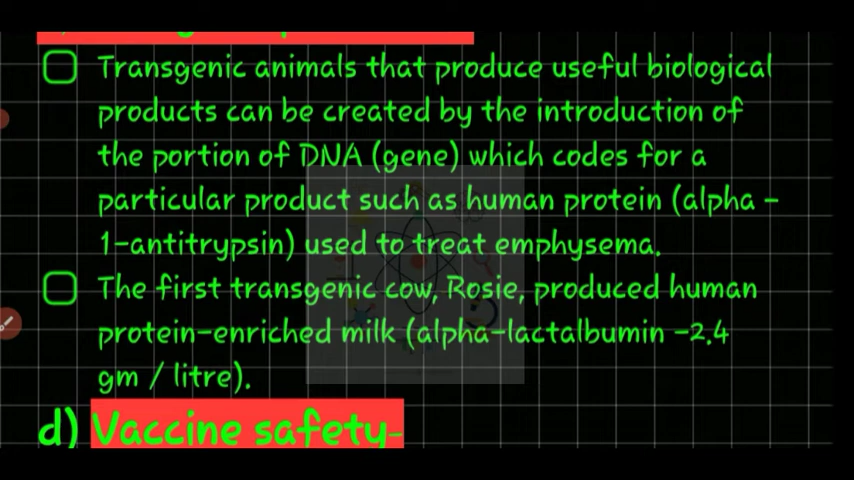 Transgenic animals that produce useful biological
products can be created by the introduction of
the portion of DNA (gene) which codes for a
particular product such as human protein (alpha -
1-antitrypsin) used to treat emphysema.
The first transgenic cow, Rosie, produced human
protein-enriched milk (alpha-lactalbumin -2.4
gm / litre).
d) Vaccine safety-